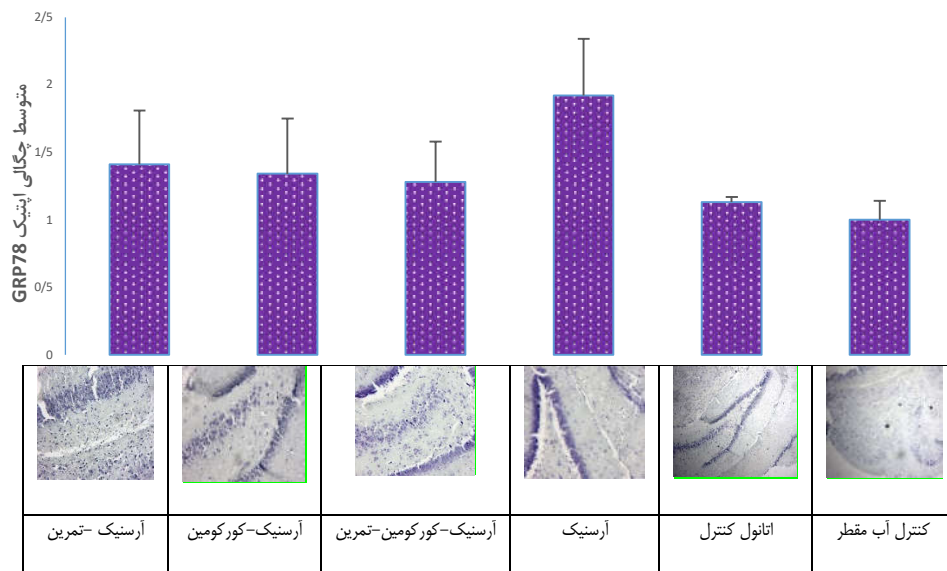 متوسط چگالی اپتیک GRP78
2/5
2
1/5
1
0/5
0
کنترل آب مقطر
اتانول کنترل
آرسنیک
آرسنیک-کورکومین-تمرین
آرسنیک-کورکومین
آرسنیک -تمرین